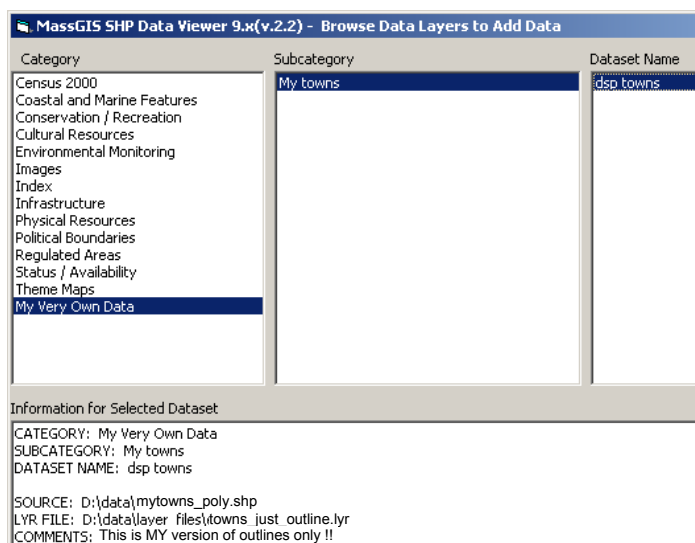 MassGIS SHP Data Viewer 9.x(v.2.2) - Browse Data Layers to Add Data
Category
Subcategory
Dataset Name
Census 2000
Coastal and Marine Features
Conservation / Recreation
Cultural Resources
Environmental Monitoring
Images
Index
Infrastructure
Physical Resources
Political Boundaries
Regulated Areas
Status / Availability
Theme Maps
My Very Own Data
My towns
dsp towns
Information for Selected Dataset
CATEGORY: My Very Own Data
SUBCATEGORY: My towns
DATASET NAME: dsp towns
SOURCE: D:\data\mytowns_poly.shp
LYR FILE: D:\data\layer files\towns_just_outline.lyr
COMMENTS: This is MY version of outlines only !!